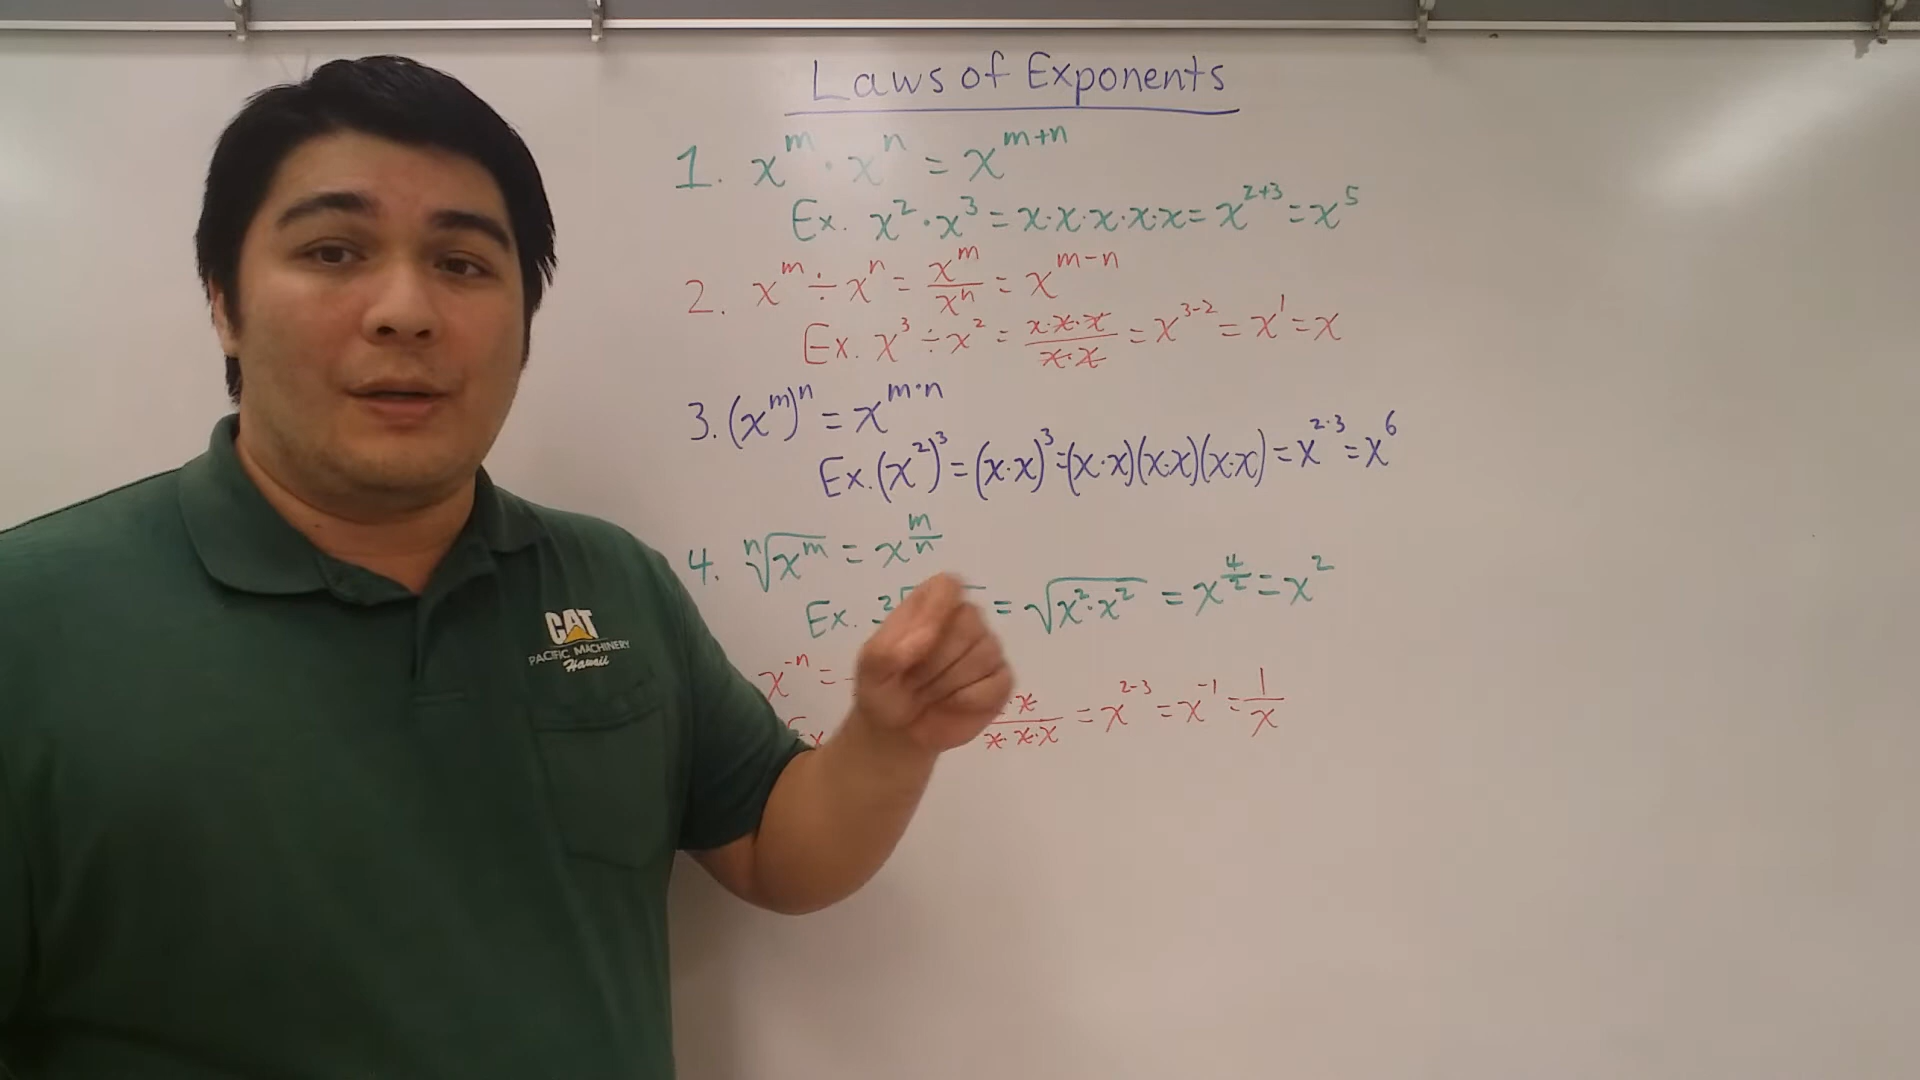 Laws of Exponents
1. x^m · x^n = x^{m+n}
Ex. x^2 · x^3 = x·x·x·x·x = x^{2+3} = x^5
2. x^m ÷ x^n = x^m/x^n = x^{m-n}
Ex. x^3 ÷ x^2 = x·x·x/x·x = x^{3-2} = x^1 = x
3. (x^m)^n = x^{m·n}
Ex. (x^2)^3 = (x·x)^3 = (x·x)(x·x)(x·x) = x^{2·3} = x^6
4. ^n√x^m = x^{m/n}
Ex. ^2√ = √x^2·x^2 = x^{4/2} = x^2
x^{-n} =
Ex ·x/x·x·x = x^{2-3} = x^{-1} = 1/x
CAT
PACIFIC MACHINERY
Hawaii